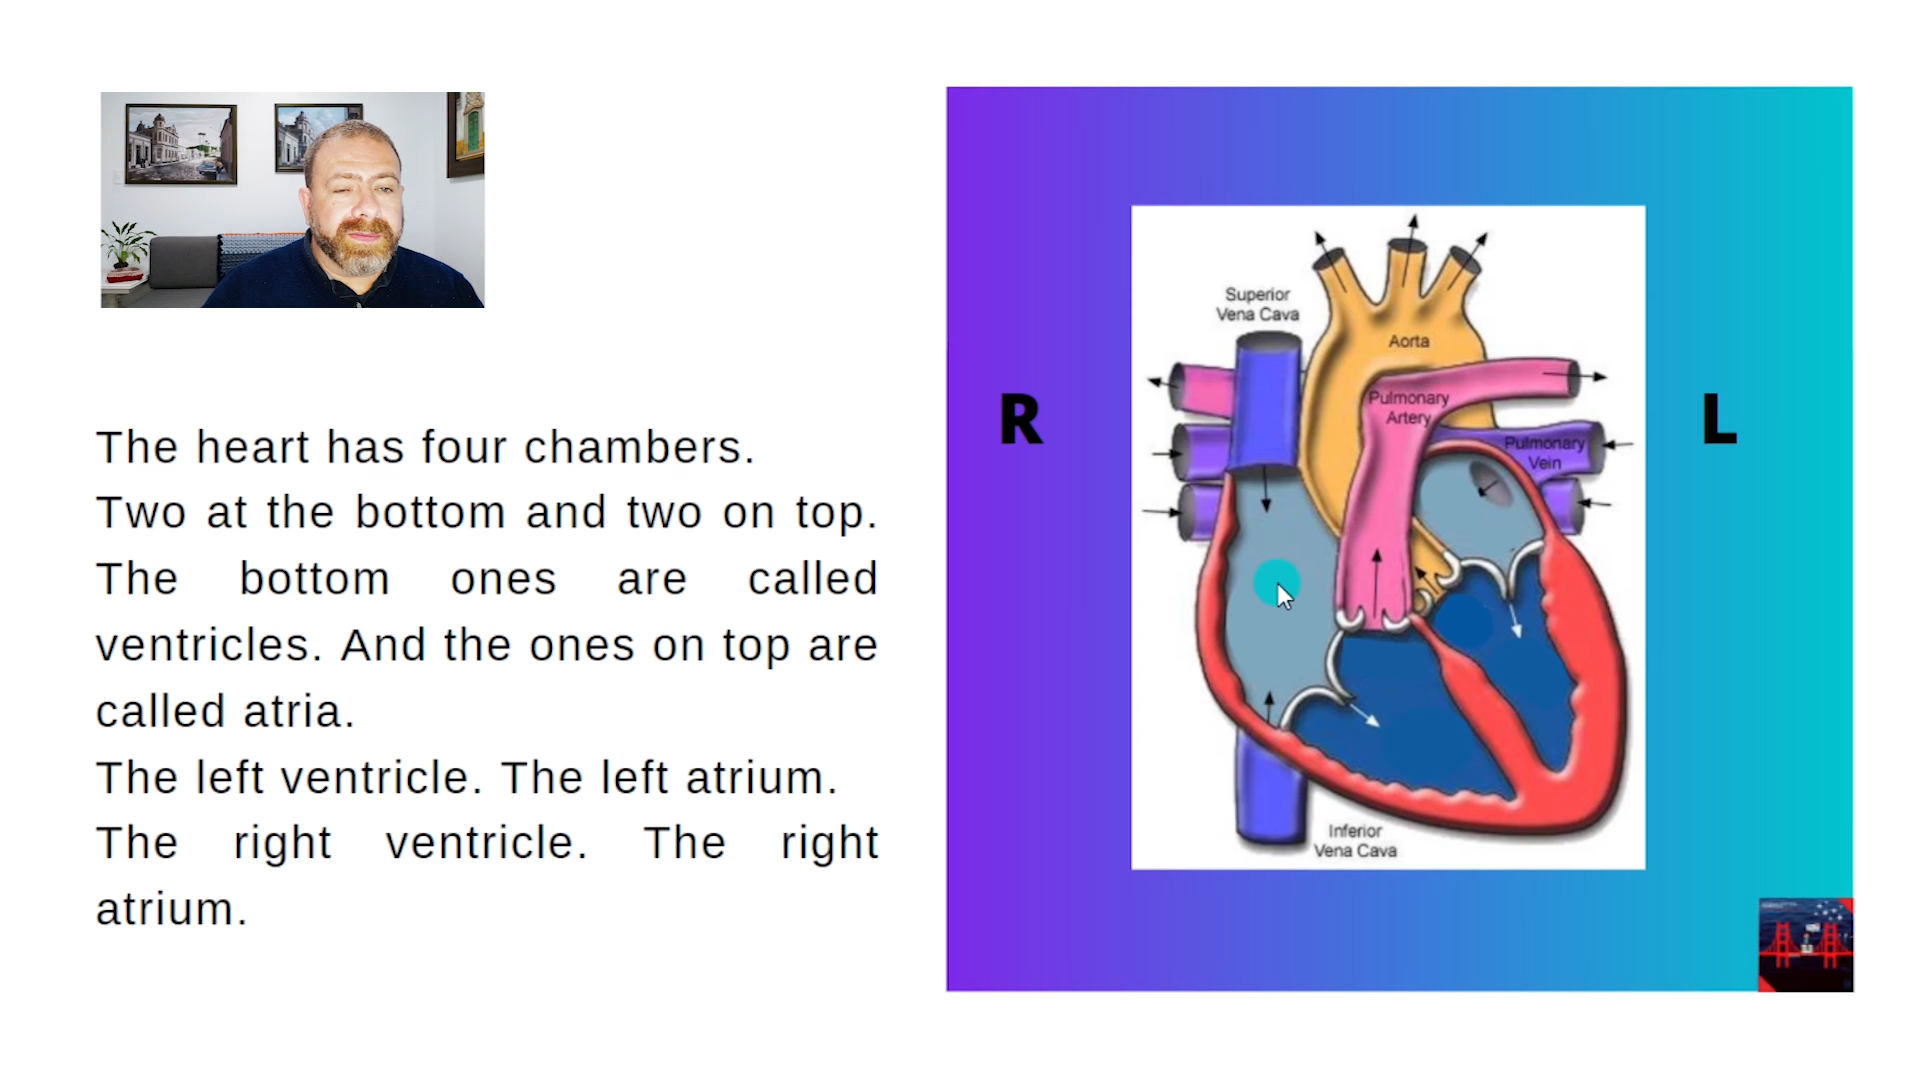 The heart has four chambers.
Two at the bottom and two on top.
The bottom ones are called
ventricles. And the ones on top are
called atria.
The left ventricle. The left atrium.
The right ventricle. The right
atrium.
R
L
Superior
Vena Cava
Aorta
Pulmonary
Artery
Pulmonary
Vein
Inferior
Vena Cava